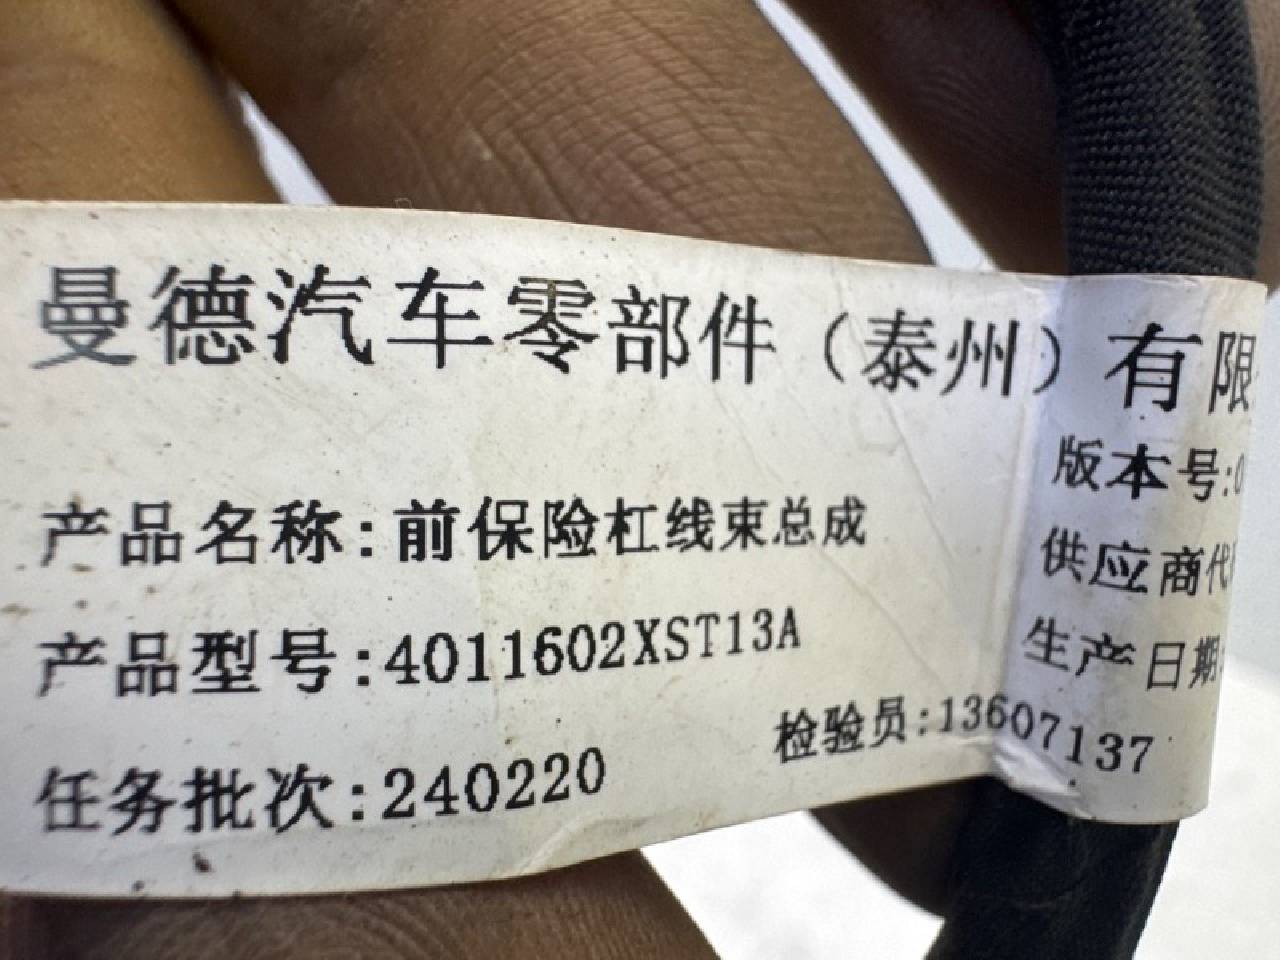 曼德汽车零部件（泰州）有限
版本号:0
产品名称:前保险杠线束总成
供应商代
产品型号:4011602XST13A
生产日期:
检验员:13607137
任务批次:240220